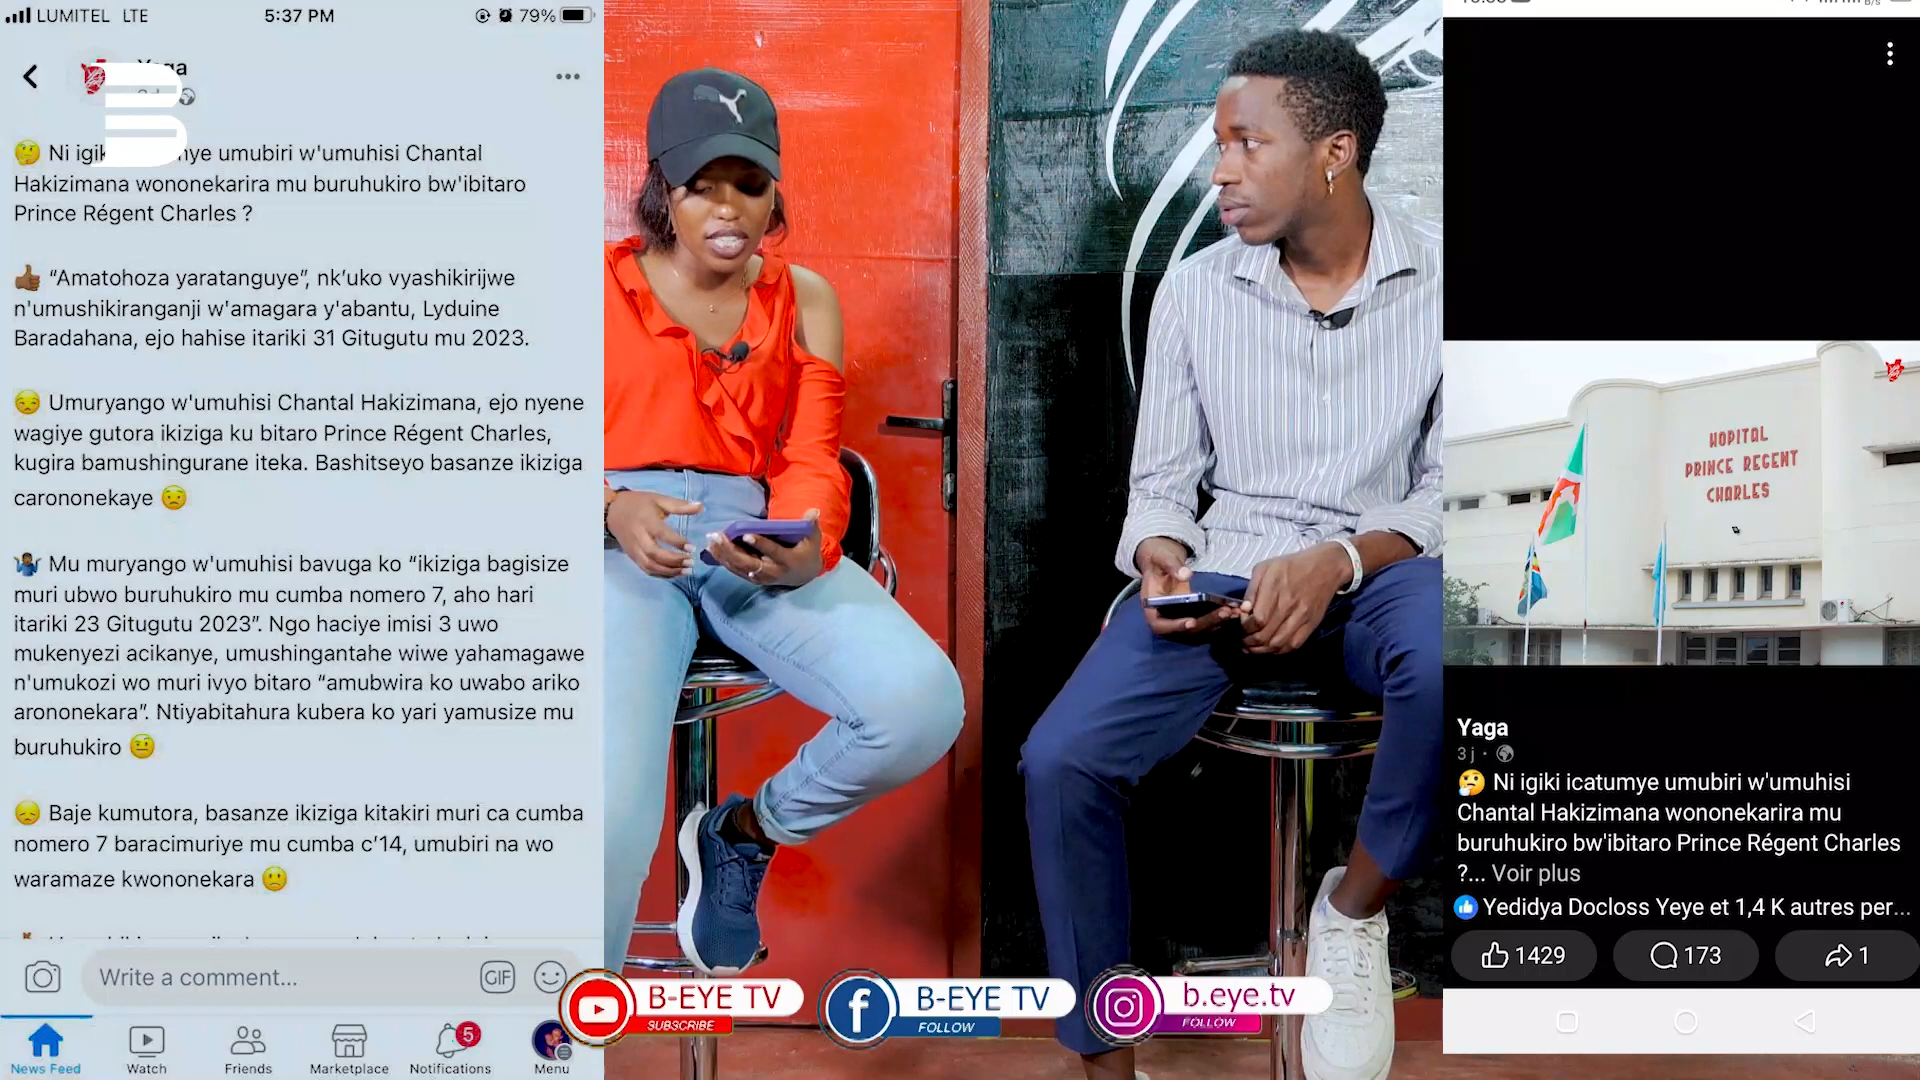 LUMITEL LTE
5:37 PM
79%
Ni igik
umubiri w'umuhisi Chantal
Hakizimana wononekarira mu buruhukiro bw'ibitaro
Prince Régent Charles ?
“Amatohoza yaratanguye”, nk’uko vyashikirijwe
n'umushikiranganji w'amagara y'abantu, Lyduine
Baradahana, ejo hahise itariki 31 Gitugutu mu 2023.
Umuryango w'umuhisi Chantal Hakizimana, ejo nyene
wagiye gutora ikiziga ku bitaro Prince Régent Charles,
kugira bamushingurane iteka. Bashitseyo basanze ikiziga
carononekaye
Mu muryango w'umuhisi bavuga ko “ikiziga bagisize
muri ubwo buruhukiro mu cumba nomero 7, aho hari
itariki 23 Gitugutu 2023”. Ngo haciye imisi 3 uwo
mukenyezi acikanye, umushingantahe wiwe yahamagawe
n'umukozi wo muri ivyo bitaro “amubwira ko uwabo ariko
arononekara”. Ntiyabitahura kubera ko yari yamusize mu
buruhukiro
Baje kumutora, basanze ikiziga kitakiri muri ca cumba
nomero 7 baracimuriye mu cumba c’14, umubiri na wo
waramaze kwononekara
Write a comment...
GIF
5
News Feed
Watch
Friends
Marketplace
Notifications
Menu
B-EYE TV
SUBSCRIBE
B-EYE TV
FOLLOW
b.eye.tv
FOLLOW
HOPITAL
PRINCE REGENT
CHARLES
Yaga
3 j ·
Ni igiki icatumye umubiri w'umuhisi
Chantal Hakizimana wononekarira mu
buruhukiro bw'ibitaro Prince Régent Charles
?... Voir plus
Yedidya Docloss Yeye et 1,4 K autres per...
1429
173
1